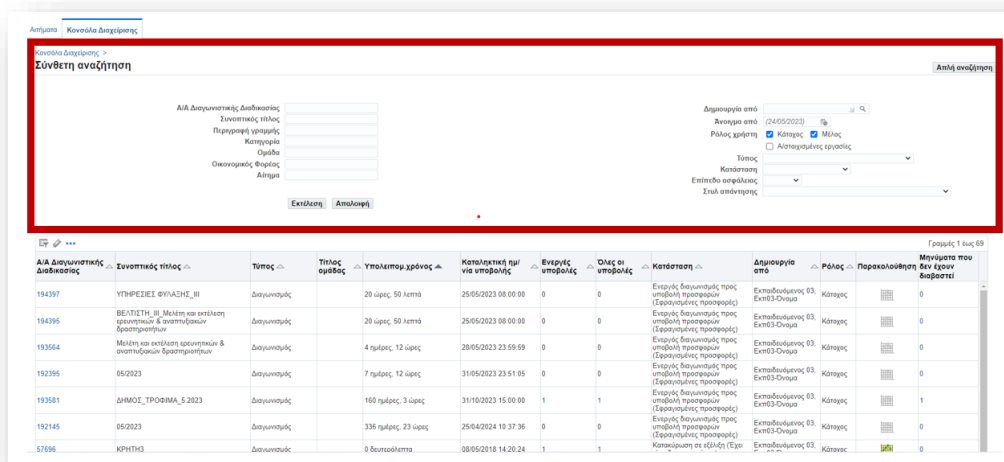 Αιτήματα Κονσόλα Διαχείρισης
Κονσόλα Διαχείρισης >
Σύνθετη αναζήτηση
Απλή αναζήτηση
Α/Α Διαγωνιστικής Διαδικασίας
Συνοπτικός τίτλος
Περιγραφή γραμμής
Κατηγορία
Ομάδα
Οικονομικός Φορέας
Αίτημα
Εκτέλεση Απαλοιφή
Δημιουργία από
Άνοιγμα από (24/05/2023)
Ρόλος χρήστη Κάτοχος Μέλος
Α/στοιχισμένες εργασίες
Τύπος
Κατάσταση
Επίπεδο ασφάλειας
Στυλ απάντησης
Γραμμές 1 έως 69
Α/Α Διαγωνιστικής Διαδικασίας Συνοπτικός τίτλος Τύπος Τίτλος ομάδας Υπολειπομ.χρόνος Καταληκτική ημ/νία υποβολής Ενεργές υποβολές Όλες οι υποβολές Κατάσταση Δημιουργία από Ρόλος Παρακολούθηση Μηνύματα που δεν έχουν διαβαστεί
194397 ΥΠΗΡΕΣΙΕΣ ΦΥΛΑΞΗΣ_ΙΙΙ Διαγωνισμός 20 ώρες, 50 λεπτά 25/05/2023 08:00:00 0 0 Ενεργός διαγωνισμός προς υποβολή προσφορών (Σφραγισμένες προσφορές) Εκπαιδευόμενος 03, Εκπ03-Όνομα Κάτοχος 0
194395 ΒΕΛΤΙΣΤΗ_ΙΙΙ_Μελέτη και εκτέλεση ερευνητικών & αναπτυξιακών δραστηριοτήτων Διαγωνισμός 20 ώρες, 50 λεπτά 25/05/2023 08:00:00 0 0 Ενεργός διαγωνισμός προς υποβολή προσφορών (Σφραγισμένες προσφορές) Εκπαιδευόμενος 03, Εκπ03-Όνομα Κάτοχος 0
193564 Μελέτη και εκτέλεση ερευνητικών & αναπτυξιακών δραστηριοτήτων Διαγωνισμός 4 ημέρες, 12 ώρες 28/05/2023 23:59:59 0 0 Ενεργός διαγωνισμός προς υποβολή προσφορών (Σφραγισμένες προσφορές) Εκπαιδευόμενος 03, Εκπ03-Όνομα Κάτοχος 0
192395 05/2023 Διαγωνισμός 7 ημέρες, 12 ώρες 31/05/2023 23:51:05 0 0 Ενεργός διαγωνισμός προς υποβολή προσφορών (Σφραγισμένες προσφορές) Εκπαιδευόμενος 03, Εκπ03-Όνομα Κάτοχος 0
193581 ΔΗΜΟΣ_ΤΡΟΦΙΜΑ_5.2023 Διαγωνισμός 160 ημέρες, 3 ώρες 31/10/2023 15:00:00 1 1 Ενεργός διαγωνισμός προς υποβολή προσφορών (Σφραγισμένες προσφορές) Εκπαιδευόμενος 03, Εκπ03-Όνομα Κάτοχος 1
192145 05/2023 Διαγωνισμός 336 ημέρες, 23 ώρες 25/04/2024 10:37:36 0 0 Ενεργός διαγωνισμός προς υποβολή προσφορών (Σφραγισμένες προσφορές) Εκπαιδευόμενος 03, Εκπ03-Όνομα Κάτοχος 0
57696 ΚΡΗΤΗ3 Διαγωνισμός 0 δευτερόλεπτα 08/05/2018 14:20:24 1 1 Κατακύρωση σε εξέλιξη (Έχει Εκπαιδευόμενος 03, Κάτοχος 0